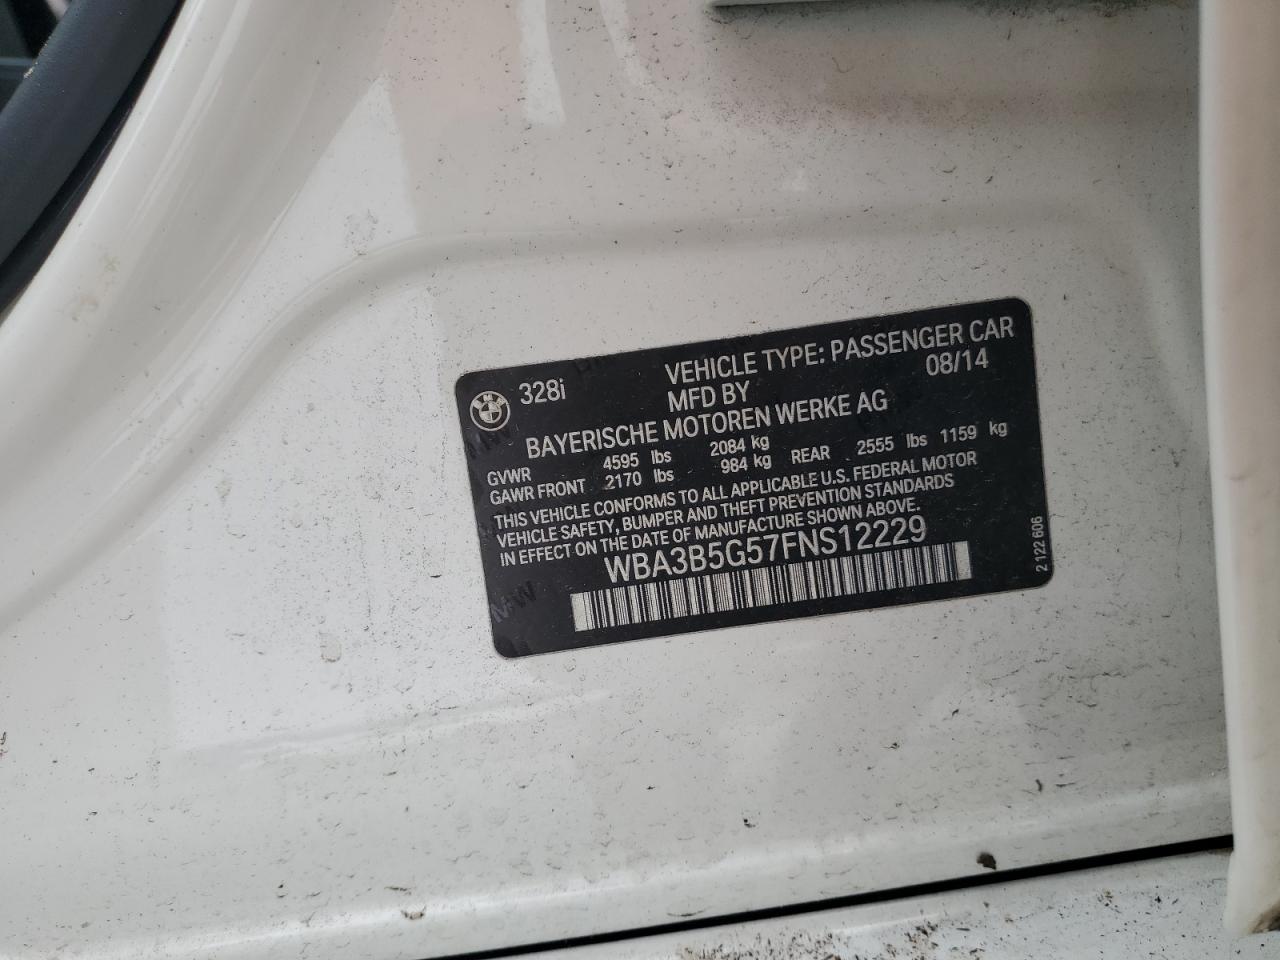 328i VEHICLE TYPE: PASSENGER CAR
MFD BY 08/14
BAYERISCHE MOTOREN WERKE AG
GVWR 4595 lbs 2084 kg
GAWR FRONT 2170 lbs 984 kg REAR 2555 lbs 1159 kg
THIS VEHICLE CONFORMS TO ALL APPLICABLE U.S. FEDERAL MOTOR
VEHICLE SAFETY, BUMPER AND THEFT PREVENTION STANDARDS
IN EFFECT ON THE DATE OF MANUFACTURE SHOWN ABOVE.
WBA3B5G57FNS12229
2 122 606